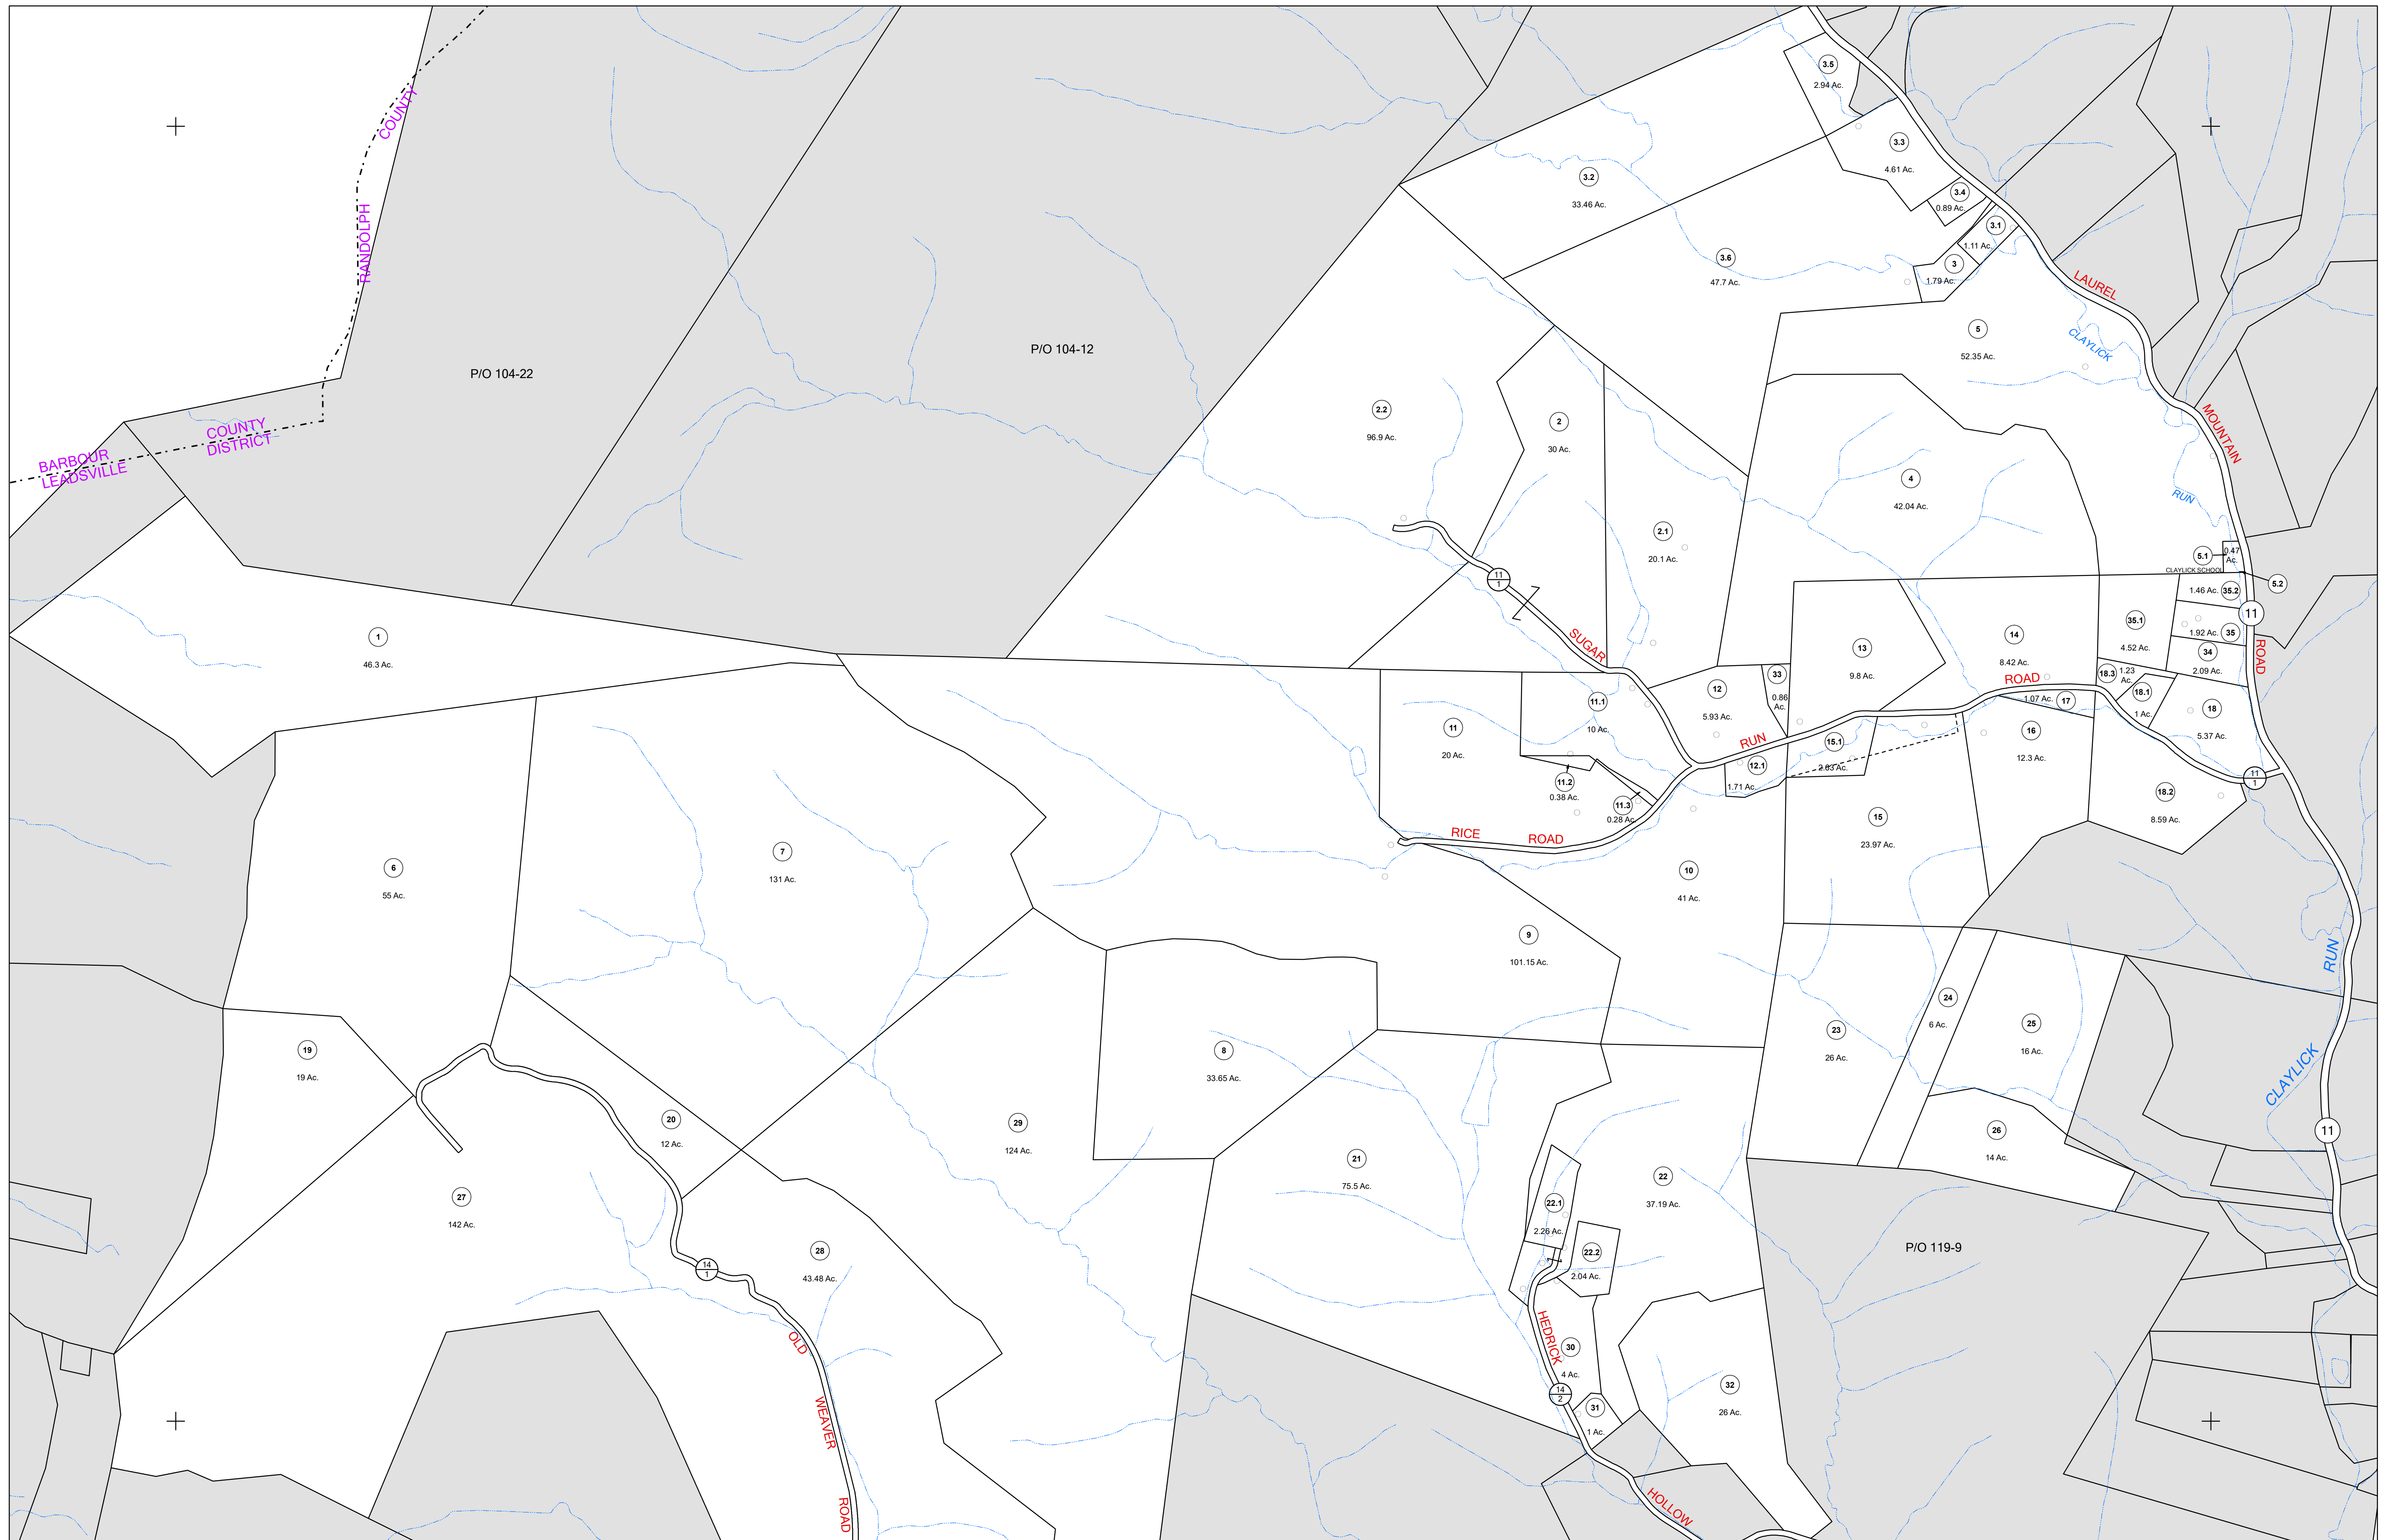 3.5
2.94 Ac.
COUNTY
RANDOLPH
3.3
4.61 Ac.
3.2
33.46 Ac.
3.4
0.89 Ac.
3.1
1.11 Ac.
3
1.79 Ac.
3.6
47.7 Ac.
LAUREL
5
52.35 Ac.
CLAYLICK
P/O 104-12
P/O 104-22
2.2
96.9 Ac.
2
30 Ac.
MOUNTAIN
COUNTY
DISTRICT
BARBOUR
LEADSVILLE
4
42.04 Ac.
RUN
2.1
20.1 Ac.
5.1
0.47
Ac.
CLAYLICK SCHOOL
5.2
11
1
1.46 Ac.
35.2
11
35.1
4.52 Ac.
1.92 Ac.
35
1
46.3 Ac.
SUGAR
13
9.8 Ac.
14
8.42 Ac.
34
2.09 Ac.
ROAD
ROAD
18.3
1.23
Ac.
33
0.86
Ac.
12
5.93 Ac.
11.1
10 Ac.
1.07 Ac.
17
18.1
1 Ac.
18
5.37 Ac.
11
20 Ac.
RUN
15.1
2.63 Ac.
16
12.3 Ac.
12.1
1.71 Ac.
11
1
11.2
0.38 Ac.
11.3
0.28 Ac.
18.2
8.59 Ac.
RICE
ROAD
15
23.97 Ac.
7
131 Ac.
6
55 Ac.
10
41 Ac.
9
101.15 Ac.
RUN
24
6 Ac.
25
16 Ac.
23
26 Ac.
19
19 Ac.
8
33.65 Ac.
CLAYLICK
20
12 Ac.
29
124 Ac.
26
14 Ac.
11
21
75.5 Ac.
22
37.19 Ac.
27
142 Ac.
22.1
2.26 Ac.
28
43.48 Ac.
22.2
2.04 Ac.
P/O 119-9
14
1
OLD
HEDRICK
30
4 Ac.
14
2
32
26 Ac.
31
1 Ac.
WEAVER
ROAD
HOLLOW